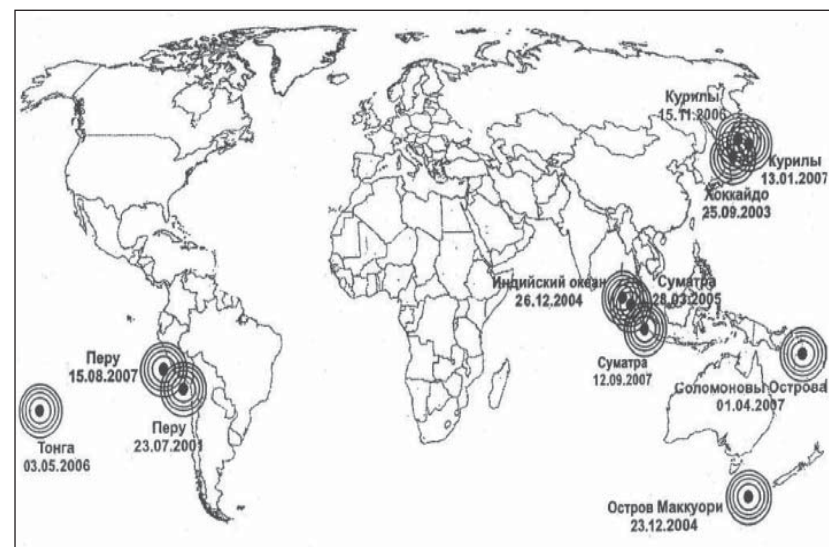 Курилы
15.11.2006
Курилы
13.01.2007
Хоккайдо
25.09.2003
Индийский океан
26.12.2004
Суматра
28.03.2005
Суматра
12.09.2007
Перу
15.08.2007
Перу
23.07.2001
Соломоновы Острова
01.04.2007
Тонга
03.05.2006
Остров Маккуори
23.12.2004